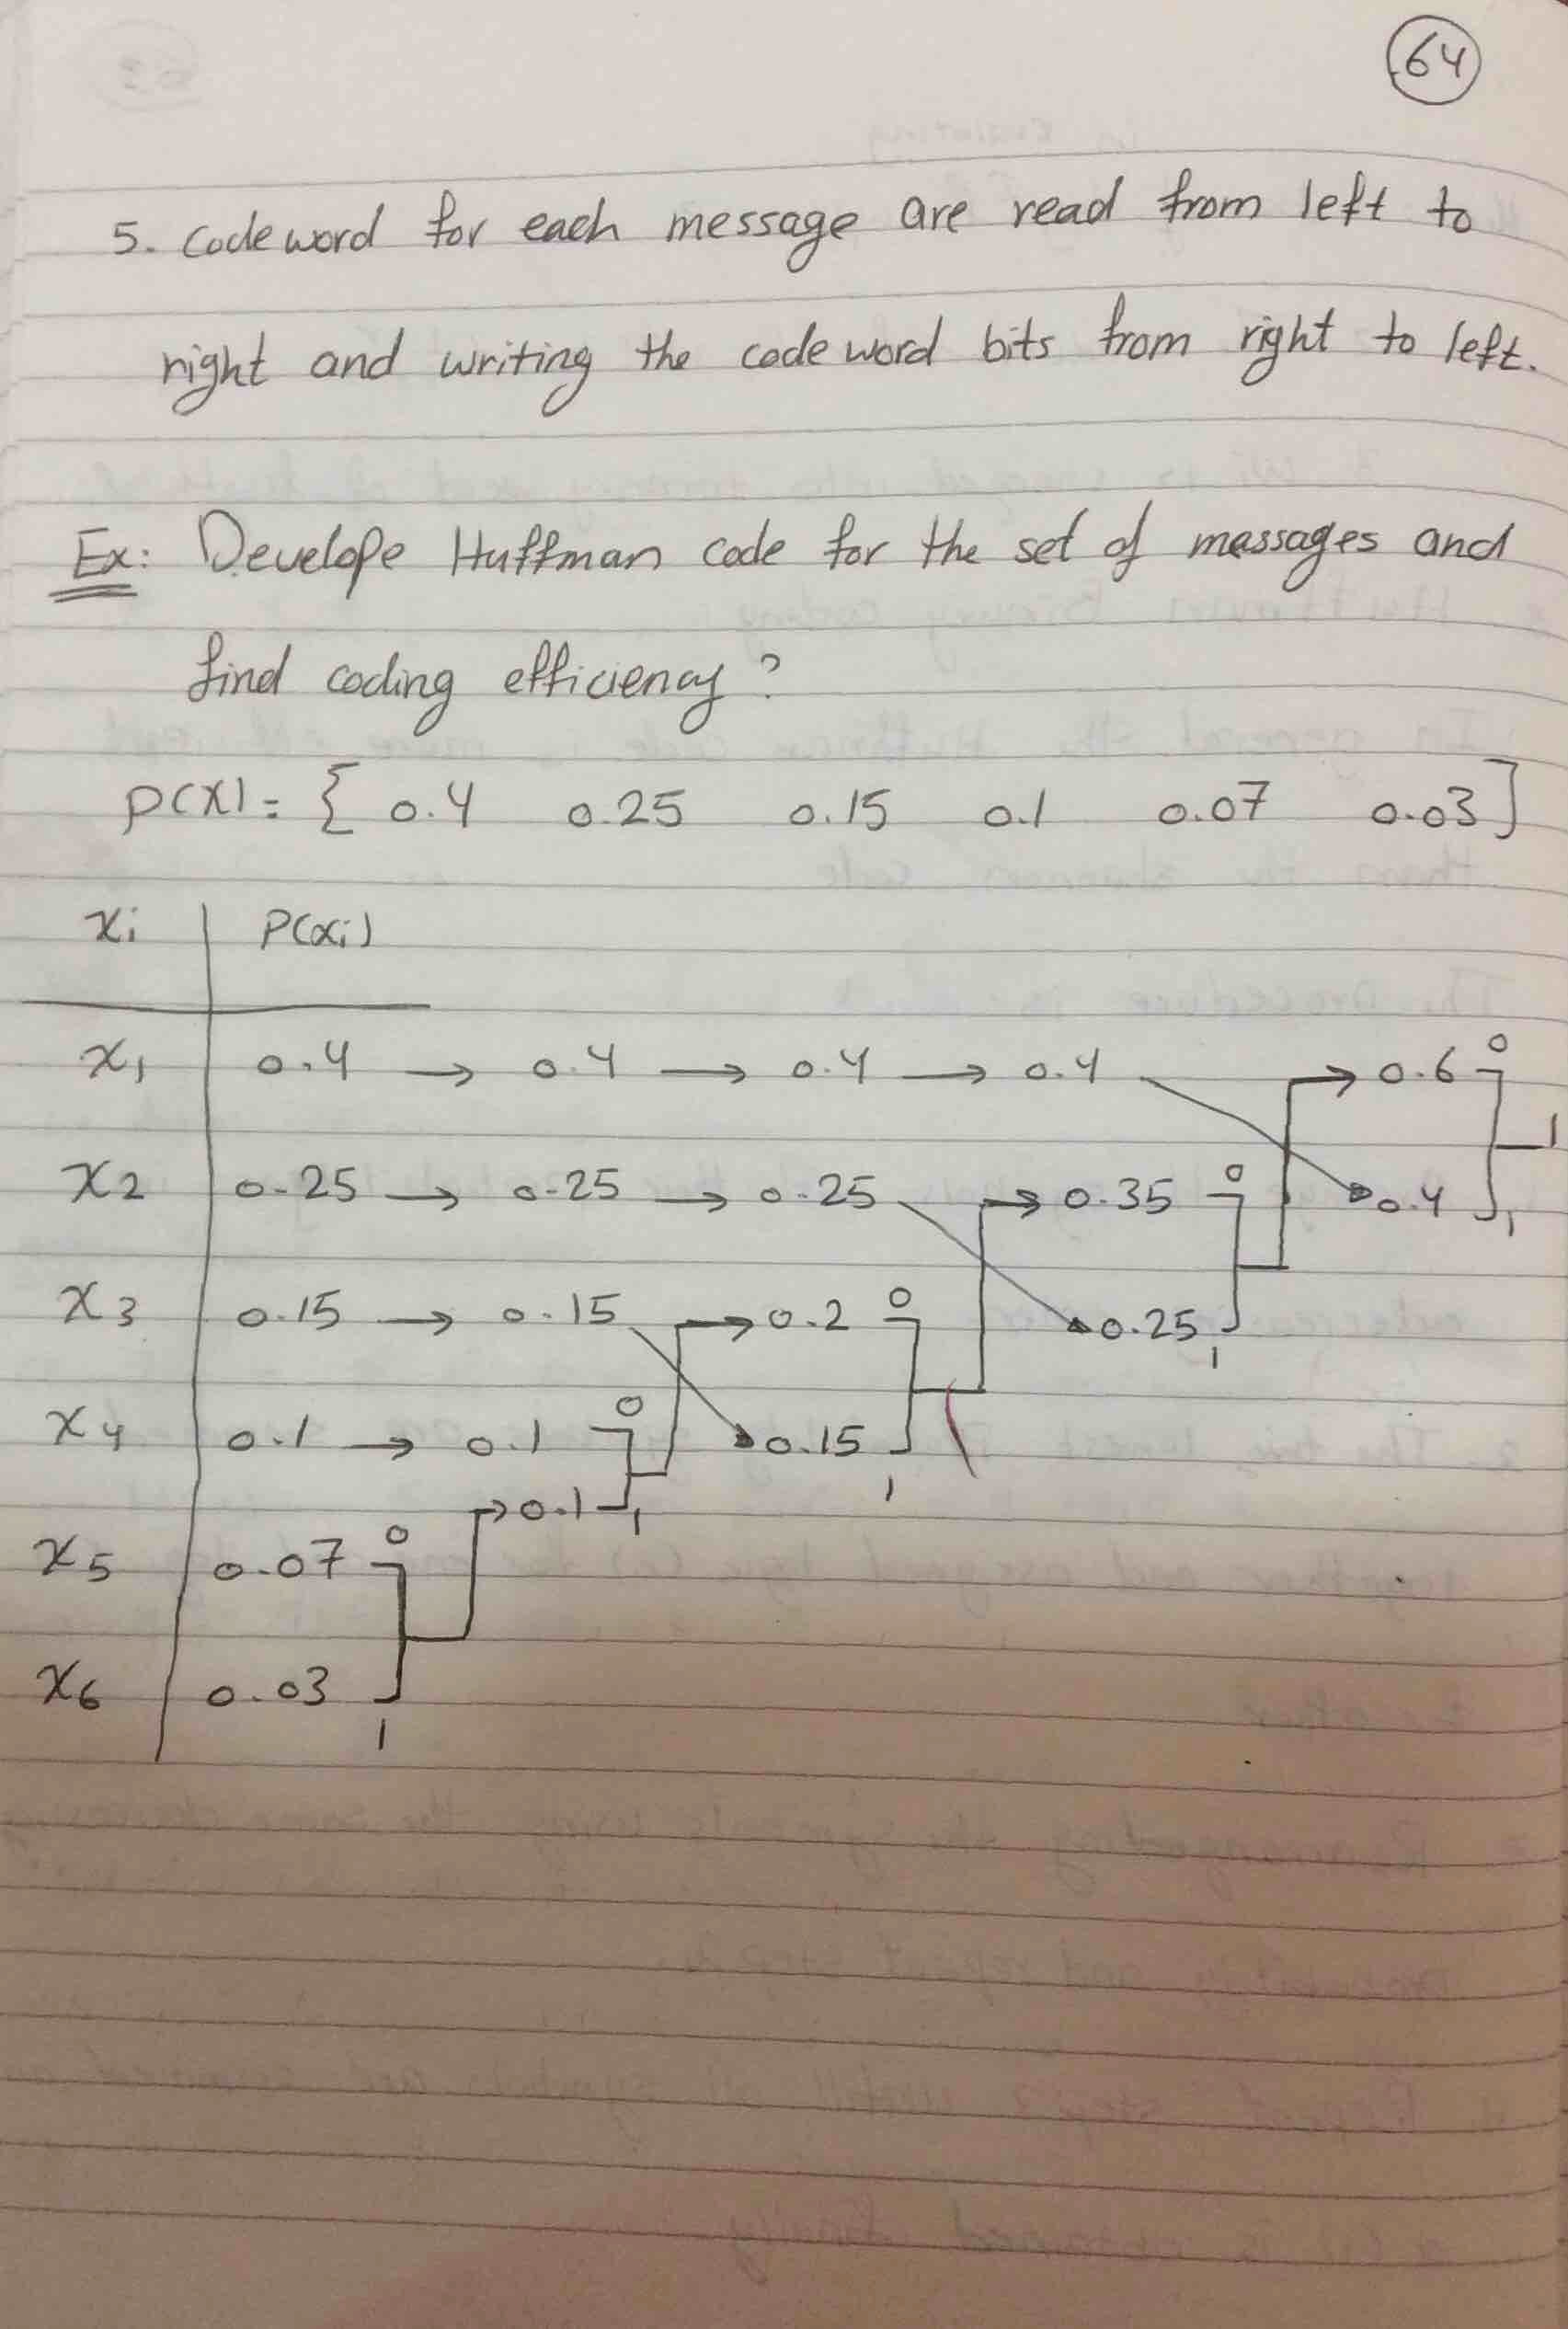 64
5. Codeword for each message are read from left to
right and writing the codeword bits from right to left.
Ex: Develope Huffman code for the set of messages and
find coding efficiency?
P(X) = { 0.4 0.25 0.15 0.1 0.07 0.03 ]
xi P(xi)
x1 0.4 → 0.4 → 0.4 → 0.4 → 0.6 0
1
x2 0.25 → 0.25 → 0.25 → 0.35 0 0.4 1
x3 0.15 → 0.15 → 0.2 0 0.25 1
x4 0.1 → 0.1 0 0.15 1
→ 0.1 1
x5 0.07 0
x6 0.03 1